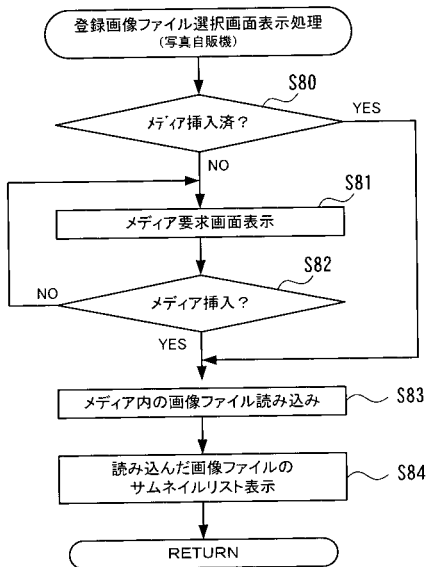 登録画像ファイル選択画面表示処理
(写真自販機)
S80
メディア挿入済？
YES
NO
S81
メディア要求画面表示
S82
メディア挿入？
NO
YES
メディア内の画像ファイル読み込み
S83
読み込んだ画像ファイルの
サムネイルリスト表示
S84
RETURN